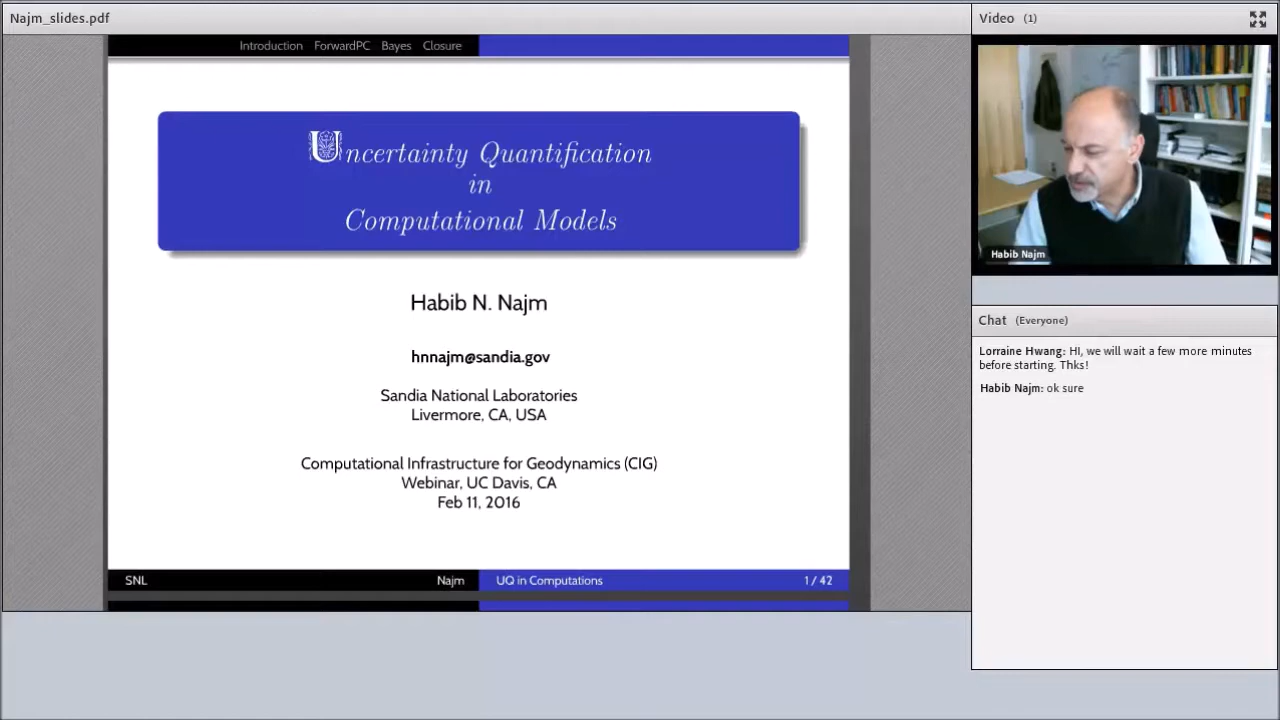 Najm_slides.pdf
Introduction ForwardPC Bayes Closure
Uncertainty Quantification
in
Computational Models
Habib N. Najm
hnnajm@sandia.gov
Sandia National Laboratories
Livermore, CA, USA
Computational Infrastructure for Geodynamics (CIG)
Webinar, UC Davis, CA
Feb 11, 2016
SNL Najm UQ in Computations 1 / 42
Video (1)
Habib Najm
Chat (Everyone)
Lorraine Hwang: HI, we will wait a few more minutes
before starting. Thks!
Habib Najm: ok sure